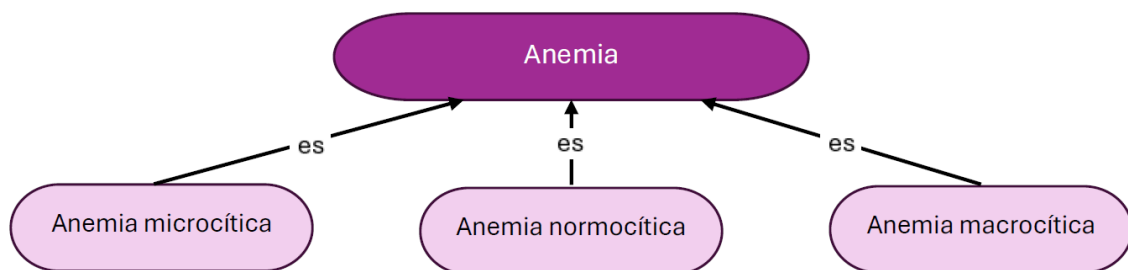 Anemia
es
es
es
Anemia microcítica
Anemia normocítica
Anemia macrocítica